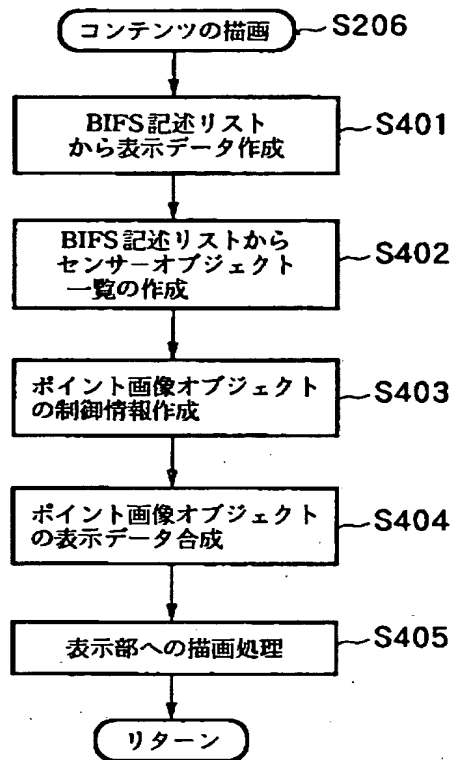 コンテンツの描画
S206
BIFS記述リスト
から表示データ作成
S401
BIFS記述リストから
センサーオブジェクト
一覧の作成
S402
ポイント画像オブジェクト
の制御情報作成
S403
ポイント画像オブジェクト
の表示データ合成
S404
表示部への描画処理
S405
リターン